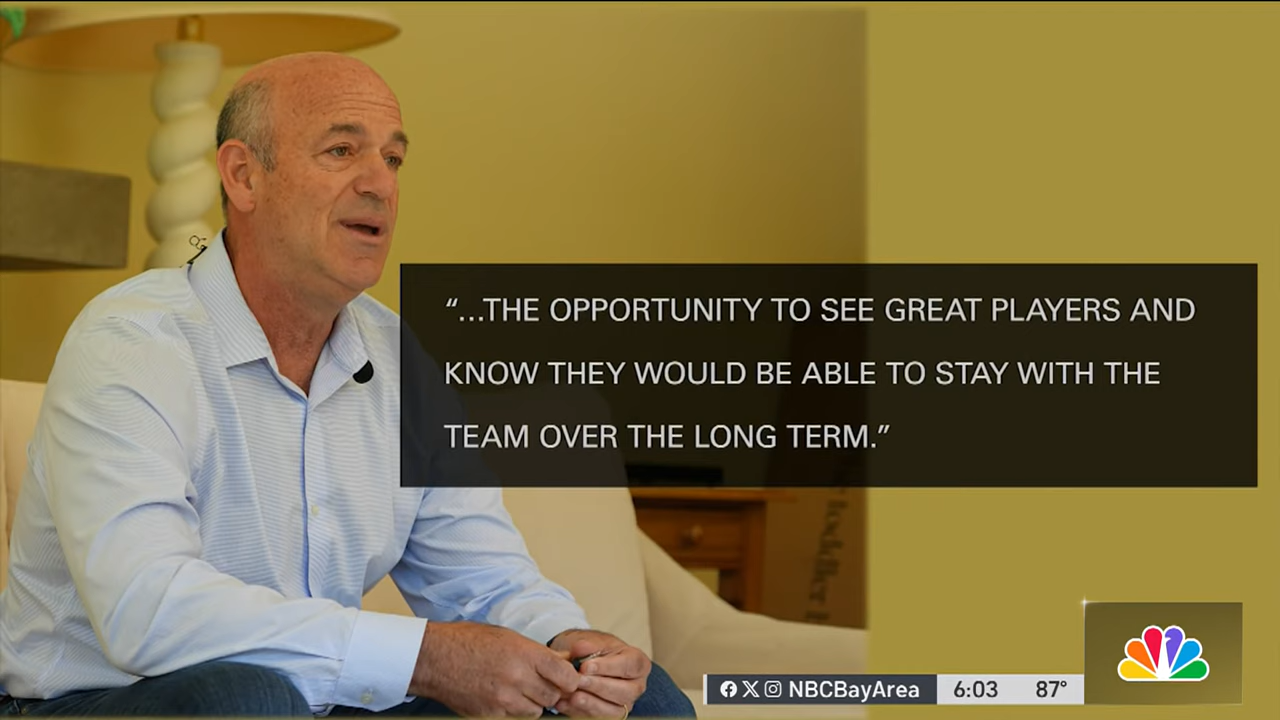 “...THE OPPORTUNITY TO SEE GREAT PLAYERS AND
KNOW THEY WOULD BE ABLE TO STAY WITH THE
TEAM OVER THE LONG TERM.”
NBCBayArea 6:03 87°